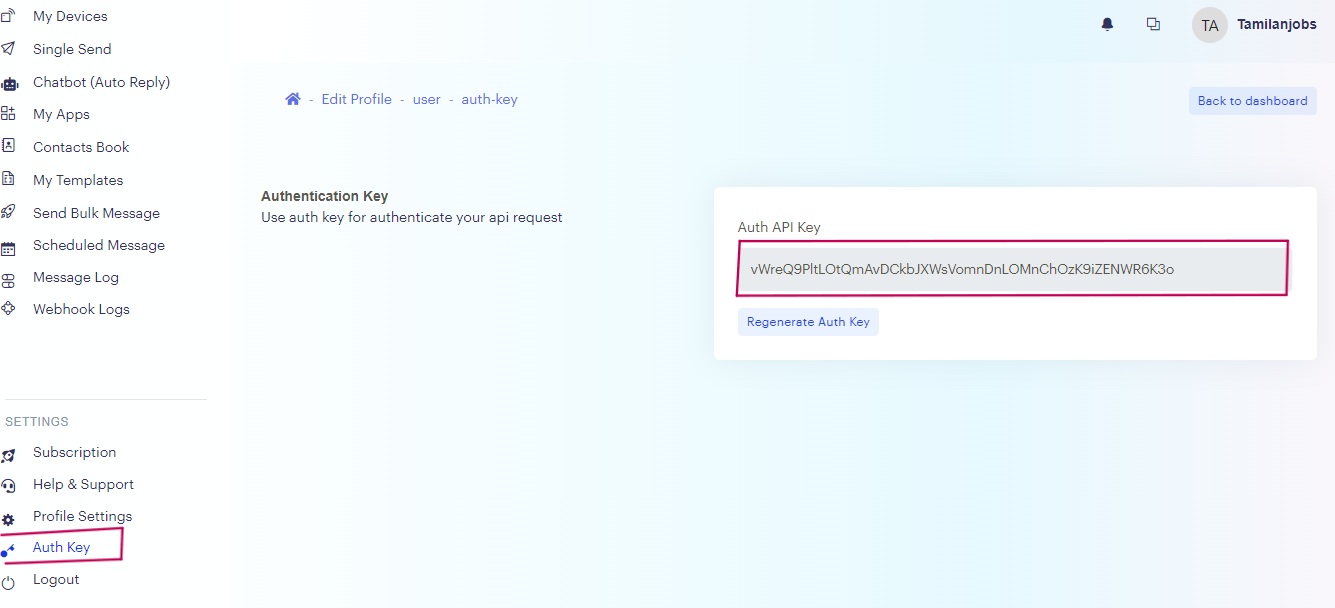 My Devices
Single Send
Chatbot (Auto Reply)
My Apps
Contacts Book
My Templates
Send Bulk Message
Scheduled Message
Message Log
Webhook Logs
SETTINGS
Subscription
Help & Support
Profile Settings
Auth Key
Logout
TA Tamilanjobs
- Edit Profile - user - auth-key
Back to dashboard
Authentication Key
Use auth key for authenticate your api request
Auth API Key
vWreQ9PltLOtQmAvDCkbJXWsVomnDnLOMnChOzK9iZENWR6K3o
Regenerate Auth Key